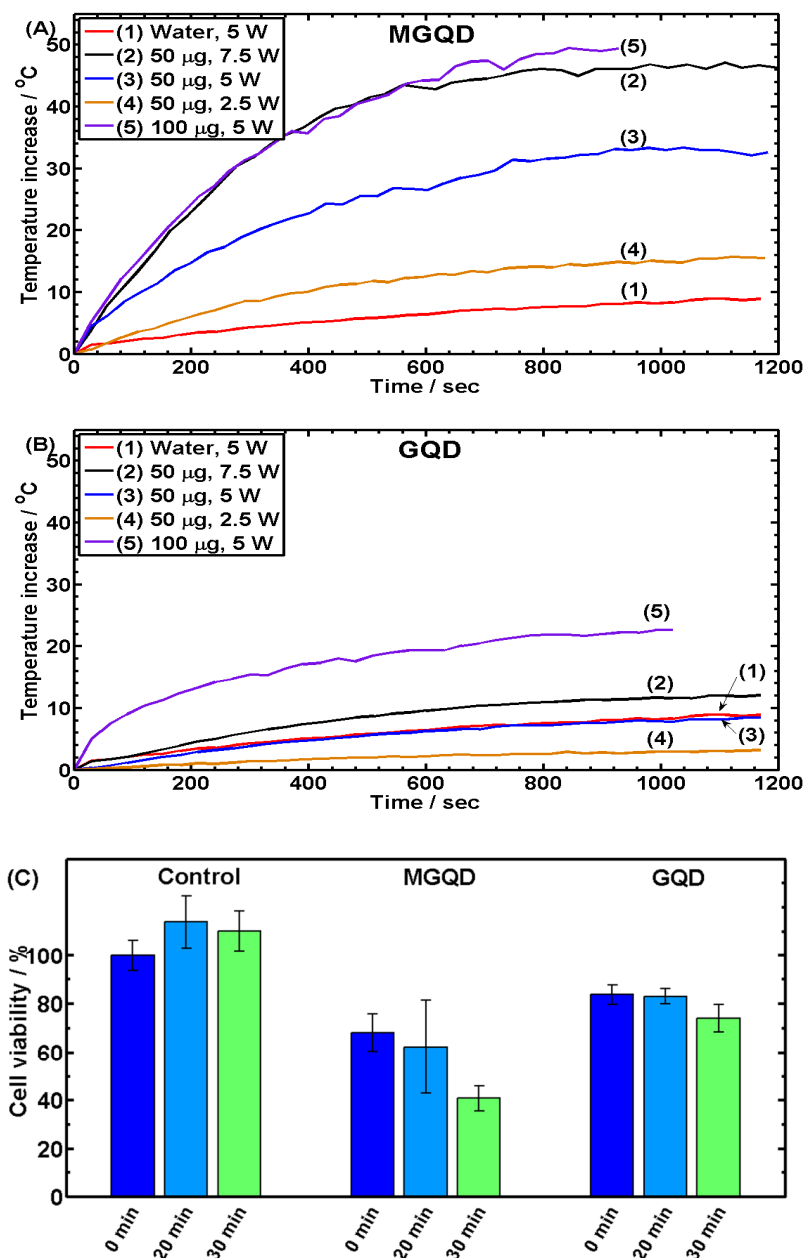 (A)
MGQD
(1) Water, 5 W
(2) 50 μg, 7.5 W
(3) 50 μg, 5 W
(4) 50 μg, 2.5 W
(5) 100 μg, 5 W
(5)
(2)
(3)
(4)
(1)
Temperature increase / °C
50
40
30
20
10
0
0 200 400 600 800 1000 1200
Time / sec
(B)
GQD
(1) Water, 5 W
(2) 50 μg, 7.5 W
(3) 50 μg, 5 W
(4) 50 μg, 2.5 W
(5) 100 μg, 5 W
(5)
(1)
(2)
(3)
(4)
Temperature increase / °C
50
40
30
20
10
0
0 200 400 600 800 1000 1200
Time / sec
(C)
Control MGQD GQD
Cell viability / %
100
80
60
40
20
0
0 min 20 min 30 min 0 min 20 min 30 min 0 min 20 min 30 min